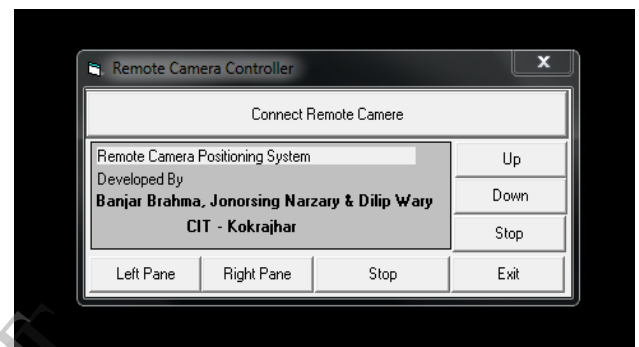 Remote Camera Controller
x
Connect Remote Camere
Remote Camera Positioning System
Developed By
Banjar Brahma, Jonorsing Narzary & Dilip Wary
CIT - Kokrajhar
Up
Down
Stop
Left Pane
Right Pane
Stop
Exit